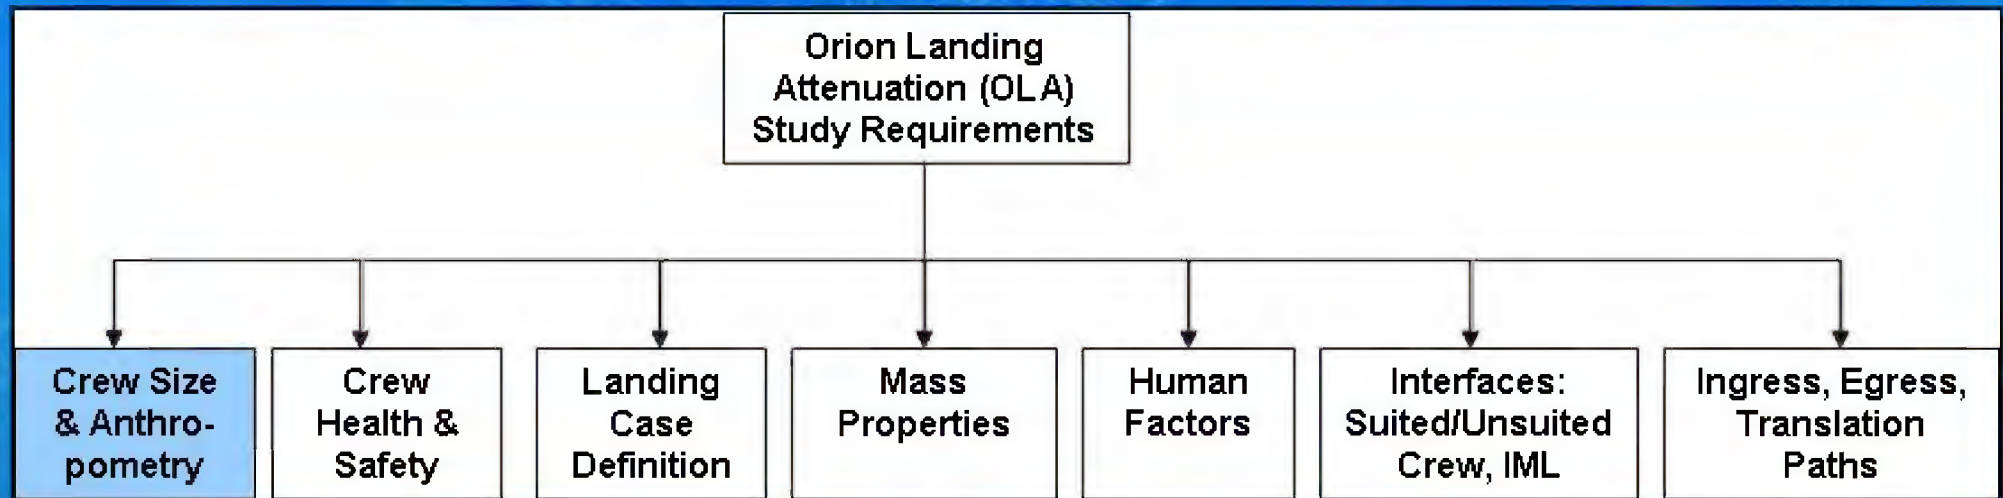 Orion Landing
Attenuation (OLA)
Study Requirements
Crew Size
& Anthro-
pometry
Crew
Health &
Safety
Landing
Case
Definition
Mass
Properties
Human
Factors
Interfaces:
Suited/Unsuited
Crew, IML
Ingress, Egress,
Translation
Paths